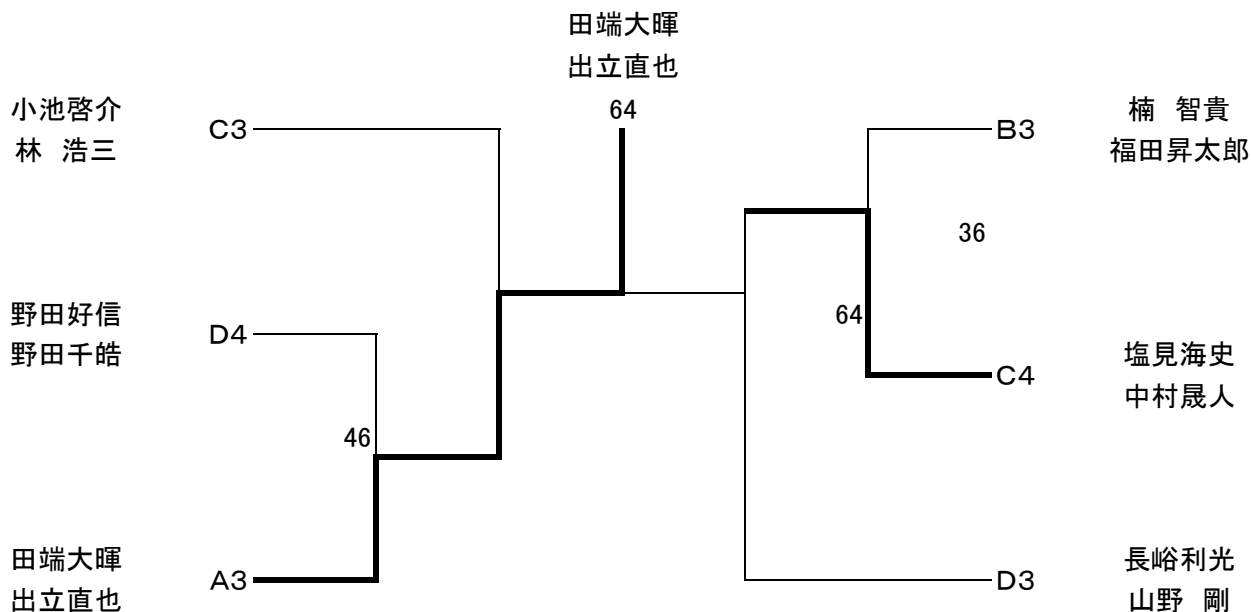 田端大暉
出立直也
64
小池啓介
林　浩三
C3
B3
楠　智貴
福田昇太郎
36
野田好信
野田千皓
D4
64
C4
塩見海史
中村晟人
46
田端大暉
出立直也
A3
D3
長峪利光
山野　剛